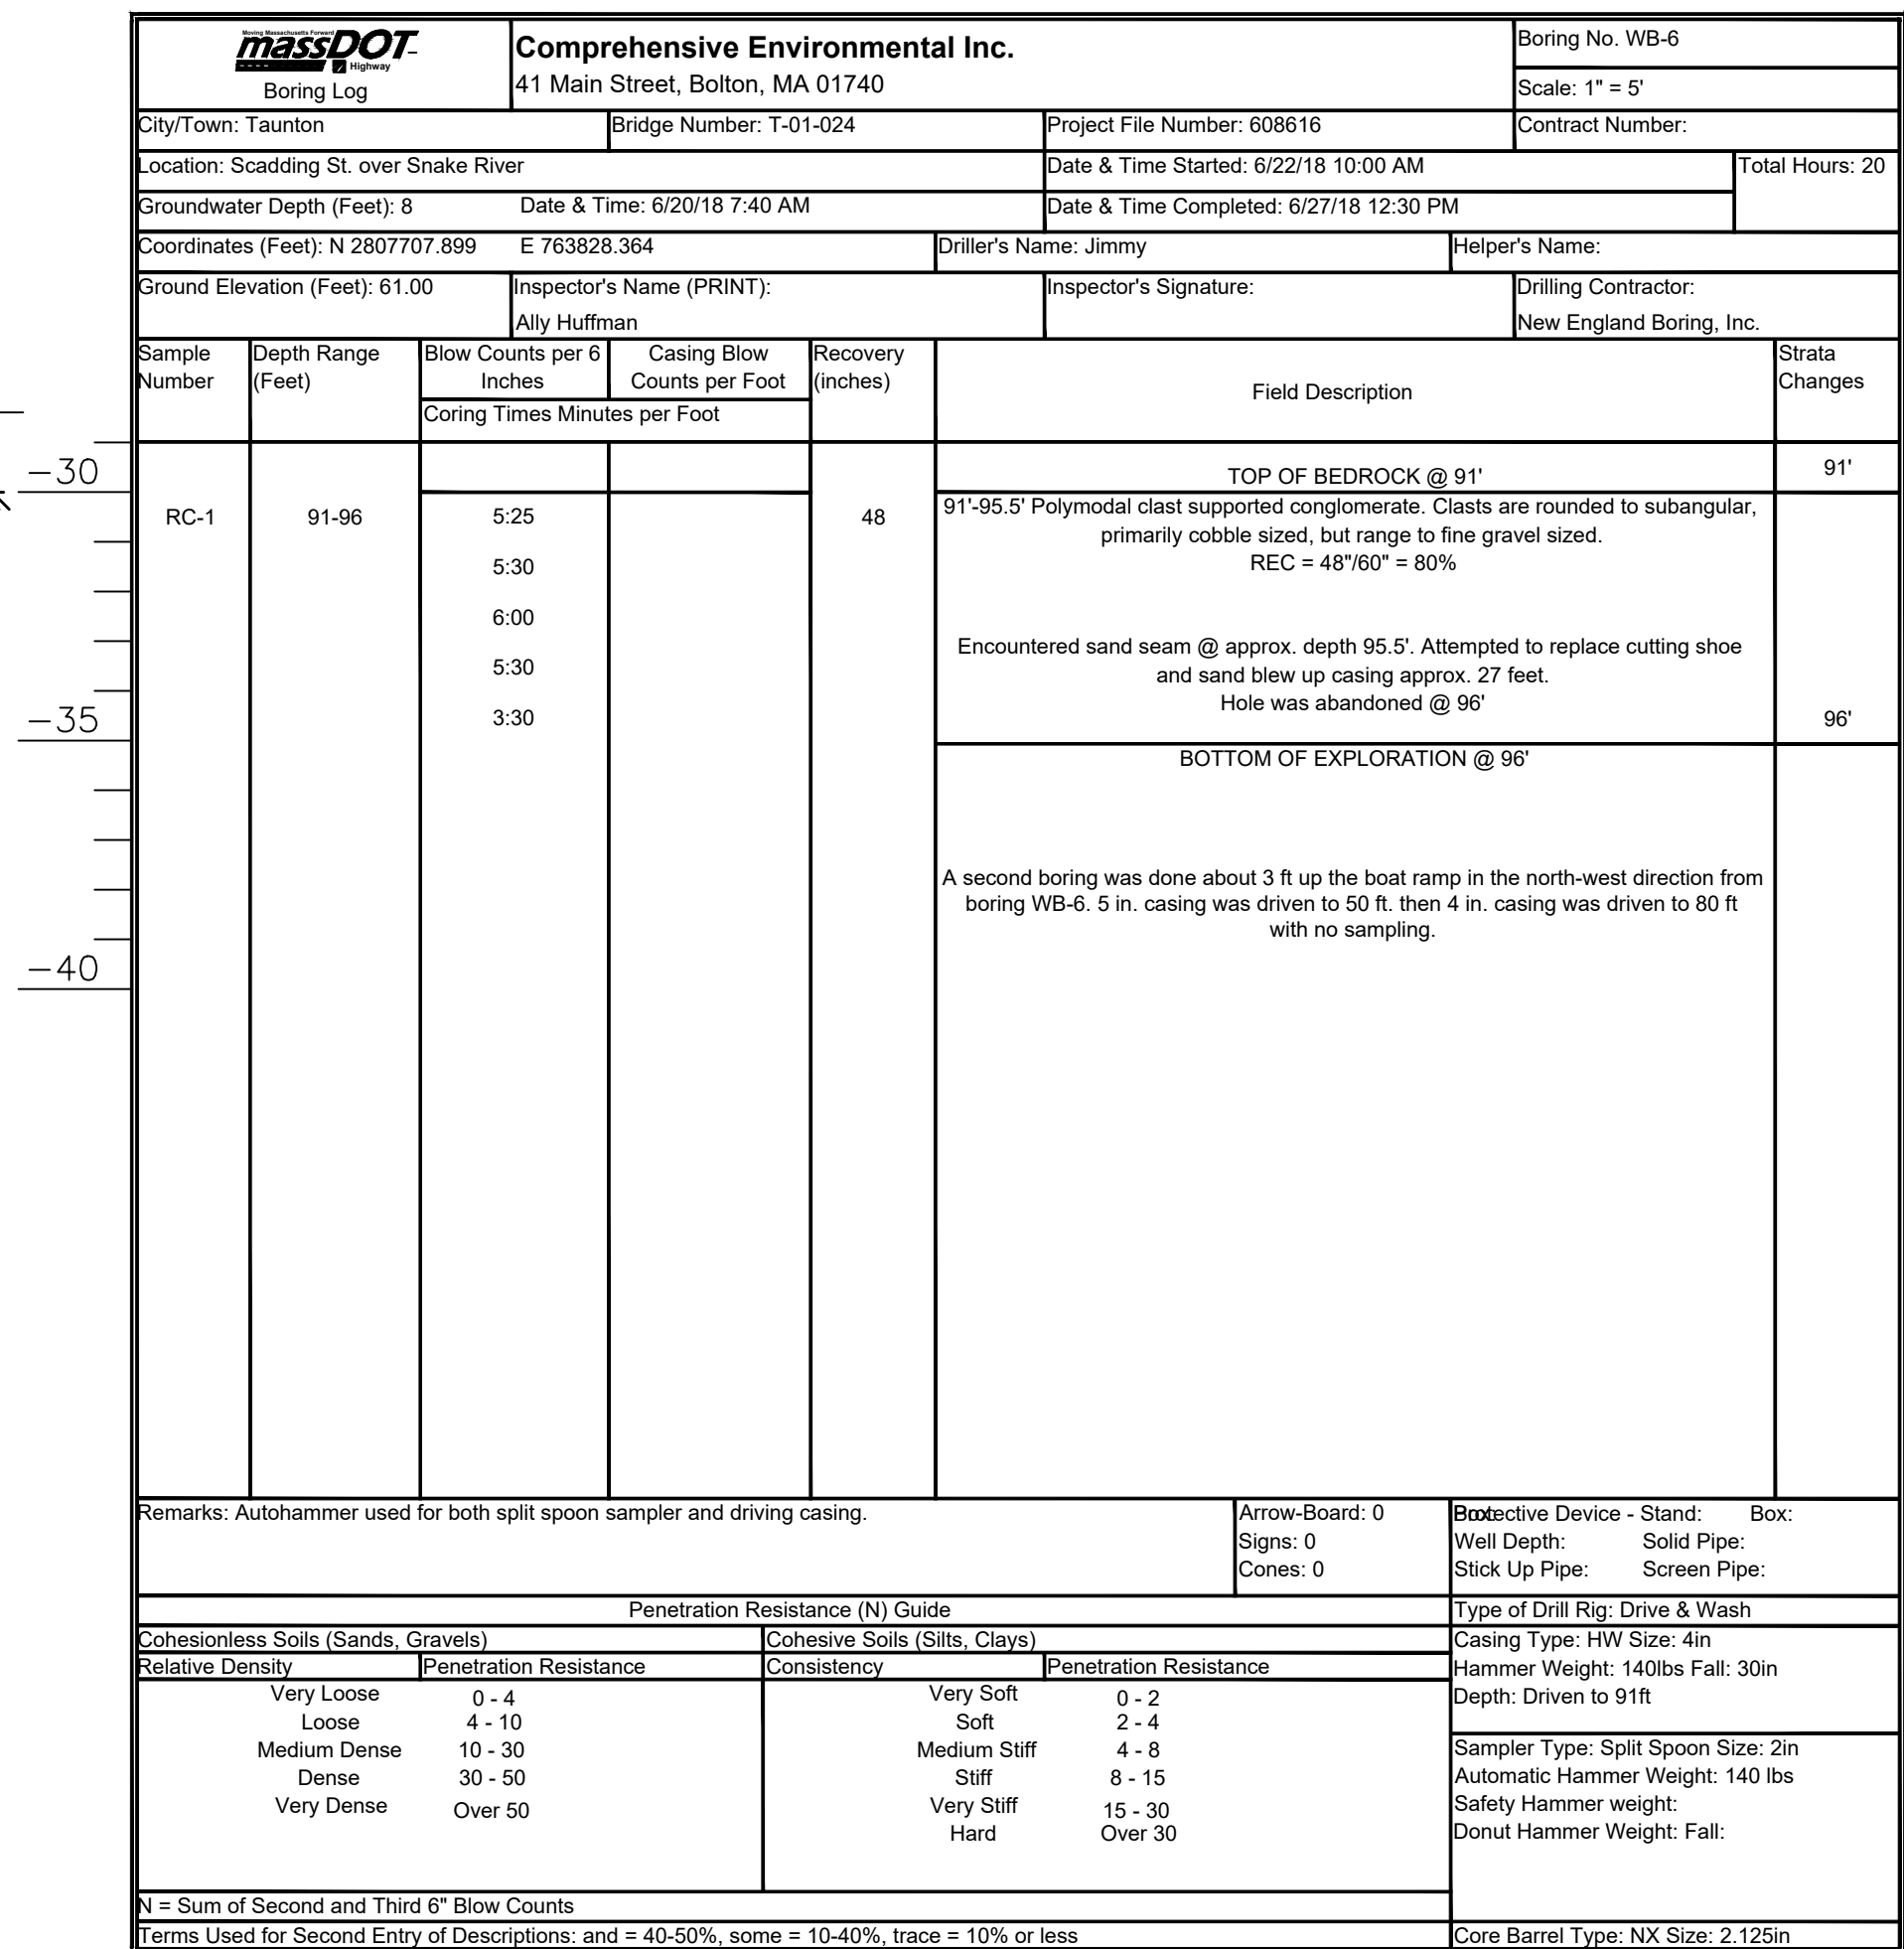 Moving Massachusetts Forward
massDOT
Highway
Boring Log
Comprehensive Environmental Inc.
41 Main Street, Bolton, MA 01740
Boring No. WB-6
Scale: 1" = 5'
City/Town: Taunton
Bridge Number: T-01-024
Project File Number: 608616
Contract Number:
Location: Scadding St. over Snake River
Date & Time Started: 6/22/18 10:00 AM
Total Hours: 20
Groundwater Depth (Feet): 8
Date & Time: 6/20/18 7:40 AM
Date & Time Completed: 6/27/18 12:30 PM
Coordinates (Feet): N 2807707.899
E 763828.364
Driller's Name: Jimmy
Helper's Name:
Ground Elevation (Feet): 61.00
Inspector's Name (PRINT):
Ally Huffman
Inspector's Signature:
Drilling Contractor:
New England Boring, Inc.
Sample
Number
Depth Range
(Feet)
Blow Counts per 6
Inches
Casing Blow
Counts per Foot
Coring Times Minutes per Foot
Recovery
(inches)
Field Description
Strata
Changes
-30
TOP OF BEDROCK @ 91'
91'
RC-1
91-96
5:25
5:30
6:00
5:30
3:30
48
91'-95.5' Polymodal clast supported conglomerate. Clasts are rounded to subangular,
primarily cobble sized, but range to fine gravel sized.
REC = 48"/60" = 80%
Encountered sand seam @ approx. depth 95.5'. Attempted to replace cutting shoe
and sand blew up casing approx. 27 feet.
Hole was abandoned @ 96'
-35
96'
BOTTOM OF EXPLORATION @ 96'
A second boring was done about 3 ft up the boat ramp in the north-west direction from
boring WB-6. 5 in. casing was driven to 50 ft. then 4 in. casing was driven to 80 ft
with no sampling.
-40
Remarks: Autohammer used for both split spoon sampler and driving casing.
Arrow-Board: 0
Signs: 0
Cones: 0
Protective Device - Stand: Box:
Box:
Well Depth: Solid Pipe:
Stick Up Pipe: Screen Pipe:
Penetration Resistance (N) Guide
Type of Drill Rig: Drive & Wash
Cohesionless Soils (Sands, Gravels)
Cohesive Soils (Silts, Clays)
Relative Density
Penetration Resistance
Consistency
Penetration Resistance
Very Loose 0 - 4
Loose 4 - 10
Medium Dense 10 - 30
Dense 30 - 50
Very Dense Over 50
Very Soft 0 - 2
Soft 2 - 4
Medium Stiff 4 - 8
Stiff 8 - 15
Very Stiff 15 - 30
Hard Over 30
Casing Type: HW Size: 4in
Hammer Weight: 140lbs Fall: 30in
Depth: Driven to 91ft
Sampler Type: Split Spoon Size: 2in
Automatic Hammer Weight: 140 lbs
Safety Hammer weight:
Donut Hammer Weight: Fall:
N = Sum of Second and Third 6" Blow Counts
Terms Used for Second Entry of Descriptions: and = 40-50%, some = 10-40%, trace = 10% or less
Core Barrel Type: NX Size: 2.125in